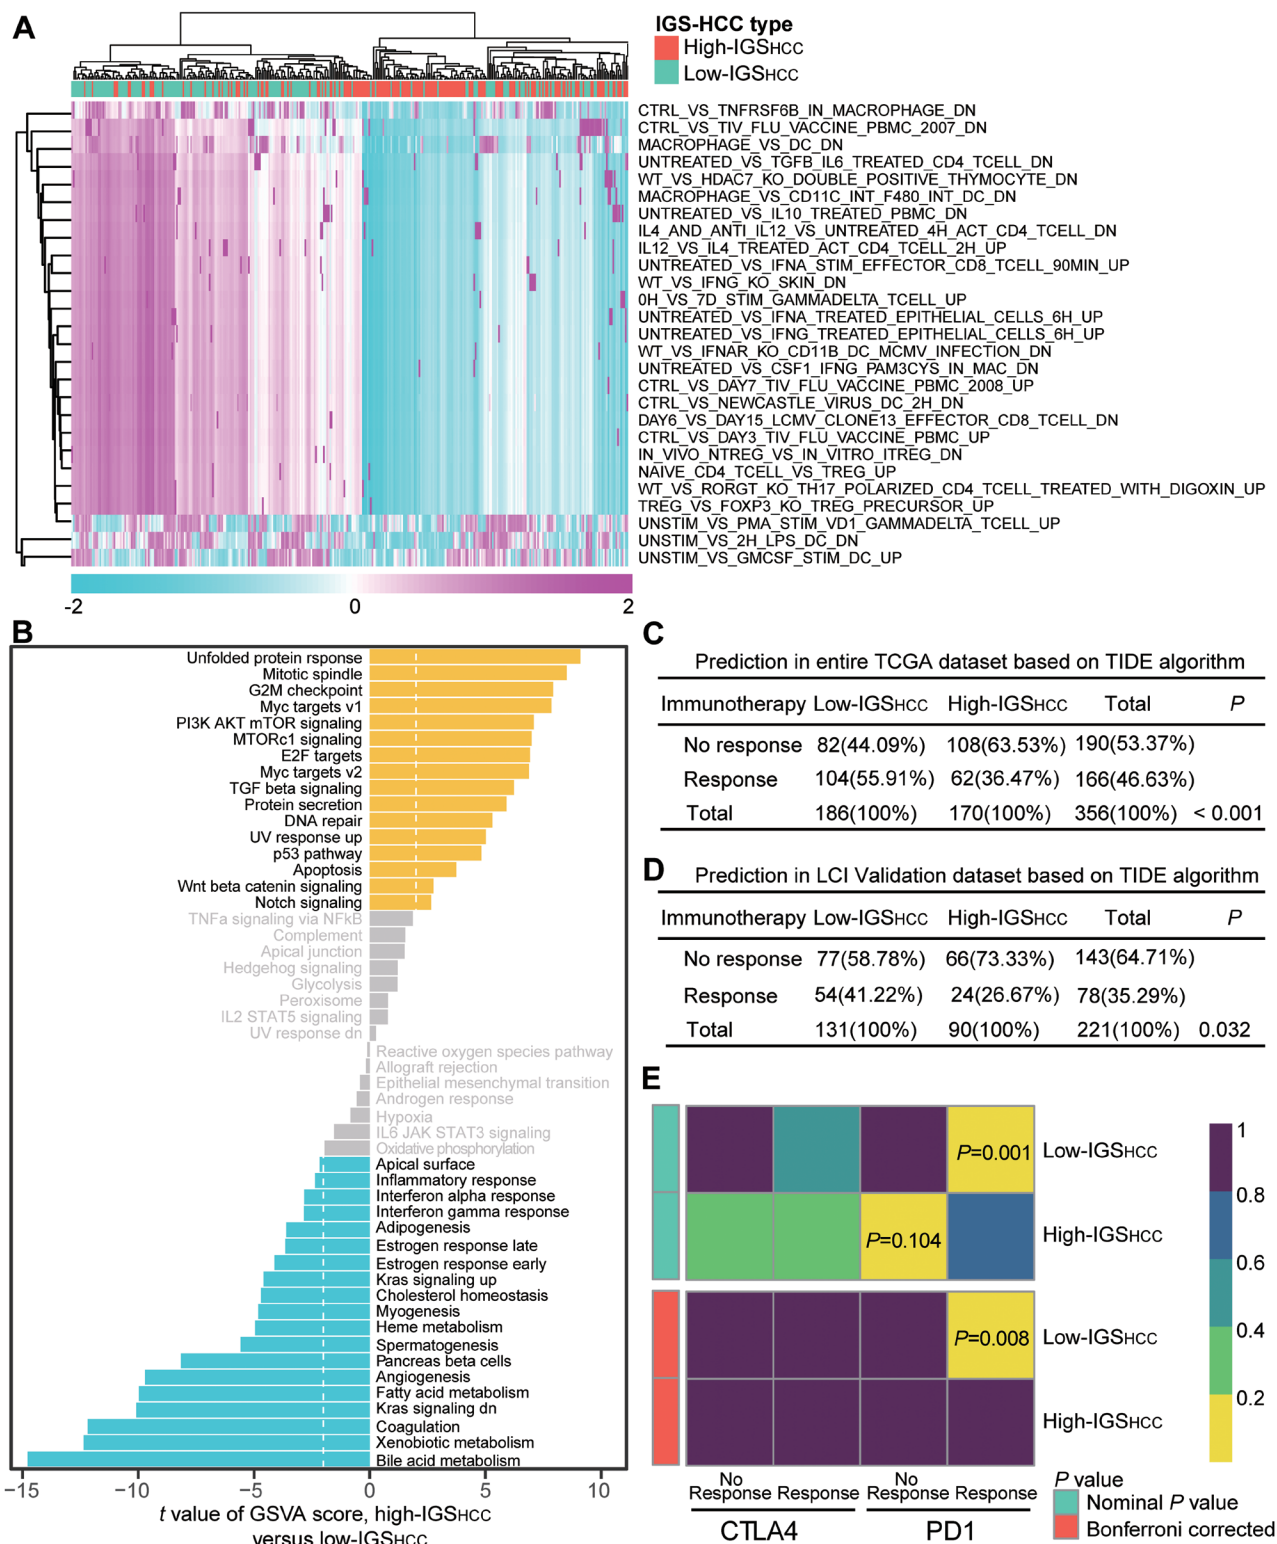 A
IGS-HCC type
High-IGSHCC
Low-IGSHCC
CTRL_VS_TNFRSF6B_IN_MACROPHAGE_DN
CTRL_VS_TIV_FLU_VACCINE_PBMC_2007_DN
MACROPHAGE_VS_DC_DN
UNTREATED_VS_TGFB_IL6_TREATED_CD4_TCELL_DN
WT_VS_HDAC7_KO_DOUBLE_POSITIVE_THYMOCYTE_DN
MACROPHAGE_VS_CD11C_INT_F480_INT_DC_DN
UNTREATED_VS_IL10_TREATED_PBMC_DN
IL4_AND_ANTI_IL12_VS_UNTREATED_4H_ACT_CD4_TCELL_DN
IL12_VS_IL4_TREATED_ACT_CD4_TCELL_2H_UP
UNTREATED_VS_IFNA_STIM_EFFECTOR_CD8_TCELL_90MIN_UP
WT_VS_IFNG_KO_SKIN_DN
0H_VS_7D_STIM_GAMMADELTA_TCELL_UP
UNTREATED_VS_IFNA_TREATED_EPITHELIAL_CELLS_6H_UP
UNTREATED_VS_IFNG_TREATED_EPITHELIAL_CELLS_6H_UP
WT_VS_IFNAR_KO_CD11B_DC_MCMV_INFECTION_DN
UNTREATED_VS_CSF1_IFNG_PAM3CYS_IN_MAC_DN
CTRL_VS_DAY7_TIV_FLU_VACCINE_PBMC_2008_UP
CTRL_VS_NEWCASTLE_VIRUS_DC_2H_DN
DAY6_VS_DAY15_LCMV_CLONE13_EFFECTOR_CD8_TCELL_DN
CTRL_VS_DAY3_TIV_FLU_VACCINE_PBMC_UP
IN_VIVO_NTREG_VS_IN_VITRO_ITREG_DN
NAIVE_CD4_TCELL_VS_TREG_UP
WT_VS_RORGT_KO_TH17_POLARIZED_CD4_TCELL_TREATED_WITH_DIGOXIN_UP
TREG_VS_FOXP3_KO_TREG_PRECURSOR_UP
UNSTIM_VS_PMA_STIM_VD1_GAMMADELTA_TCELL_UP
UNSTIM_VS_2H_LPS_DC_DN
UNSTIM_VS_GMCSF_STIM_DC_UP
-2 0 2
B
Unfolded protein rsponse
Mitotic spindle
G2M checkpoint
Myc targets v1
PI3K AKT mTOR signaling
MTORc1 signaling
E2F targets
Myc targets v2
TGF beta signaling
Protein secretion
DNA repair
UV response up
p53 pathway
Apoptosis
Wnt beta catenin signaling
Notch signaling
TNFa signaling via NFkB
Complement
Apical junction
Hedgehog signaling
Glycolysis
Peroxisome
IL2 STAT5 signaling
UV response dn
Reactive oxygen species pathway
Allograft rejection
Epithelial mesenchymal transition
Androgen response
Hypoxia
IL6 JAK STAT3 signaling
Oxidative phosphorylation
Apical surface
Inflammatory response
Interferon alpha response
Interferon gamma response
Adipogenesis
Estrogen response late
Estrogen response early
Kras signaling up
Cholesterol homeostasis
Myogenesis
Heme metabolism
Spermatogenesis
Pancreas beta cells
Angiogenesis
Fatty acid metabolism
Kras signaling dn
Coagulation
Xenobiotic metabolism
Bile acid metabolism
−15 −10 −5 0 5 10
t value of GSVA score, high-IGSHCC
versus low-IGSHCC
C
Prediction in entire TCGA dataset based on TIDE algorithm
Immunotherapy Low-IGSHCC High-IGSHCC Total P
No response 82(44.09%) 108(63.53%) 190(53.37%)
Response 104(55.91%) 62(36.47%) 166(46.63%)
Total 186(100%) 170(100%) 356(100%) < 0.001
D
Prediction in LCI Validation dataset based on TIDE algorithm
Immunotherapy Low-IGSHCC High-IGSHCC Total P
No response 77(58.78%) 66(73.33%) 143(64.71%)
Response 54(41.22%) 24(26.67%) 78(35.29%)
Total 131(100%) 90(100%) 221(100%) 0.032
E
P=0.001 Low-IGSHCC
P=0.104 High-IGSHCC
P=0.008 Low-IGSHCC
High-IGSHCC
1
0.8
0.6
0.4
0.2
No Response Response No Response Response
CTLA4 PD1
P value
Nominal P value
Bonferroni corrected